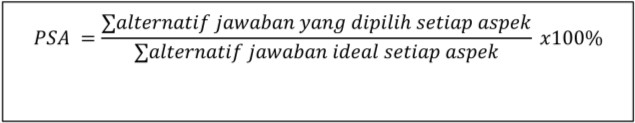 PSA = ∑alternatif jawaban yang dipilih setiap aspek
∑alternatif jawaban ideal setiap aspek x100%